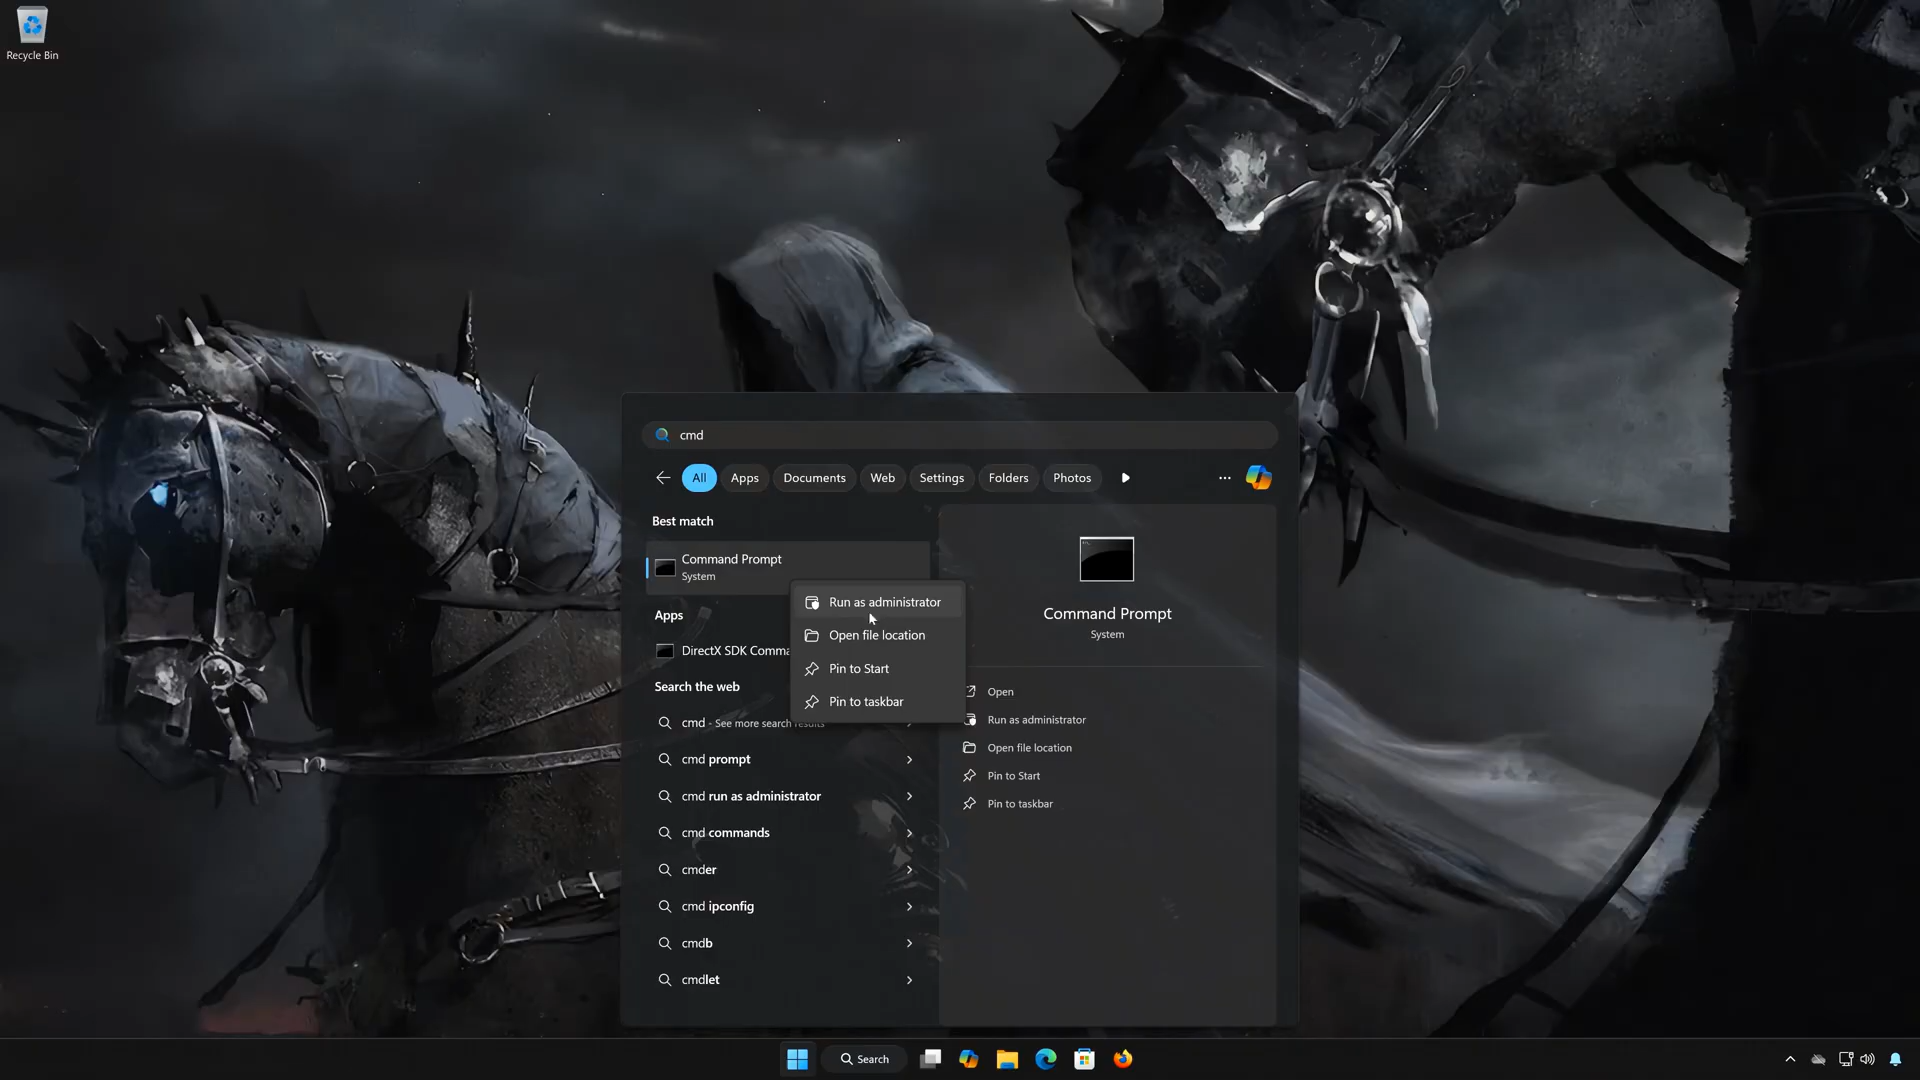 Recycle Bin
cmd
All
Apps
Documents
Web
Settings
Folders
Photos
Best match
Command Prompt
System
Apps
DirectX SDK Comma
Search the web
cmd - See more search results
cmd prompt
cmd run as administrator
cmd commands
cmder
cmd ipconfig
cmdb
cmdlet
Run as administrator
Open file location
Pin to Start
Pin to taskbar
Command Prompt
System
Open
Run as administrator
Open file location
Pin to Start
Pin to taskbar
Search